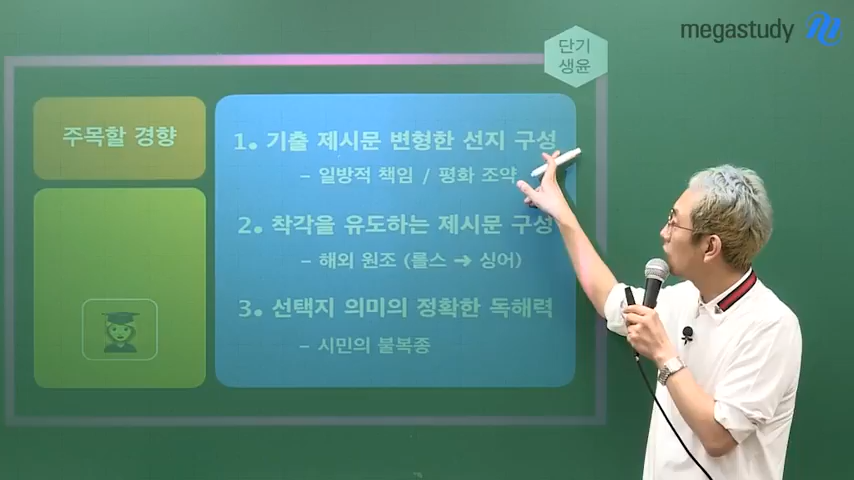 megastudy
단기
생윤
주목할 경향
1. 기출 제시문 변형한 선지 구성
- 일방적 책임 / 평화 조약
2. 착각을 유도하는 제시문 구성
- 해외 원조 (롤스 ➔ 싱어)
3. 선택지 의미의 정확한 독해력
- 시민의 불복종